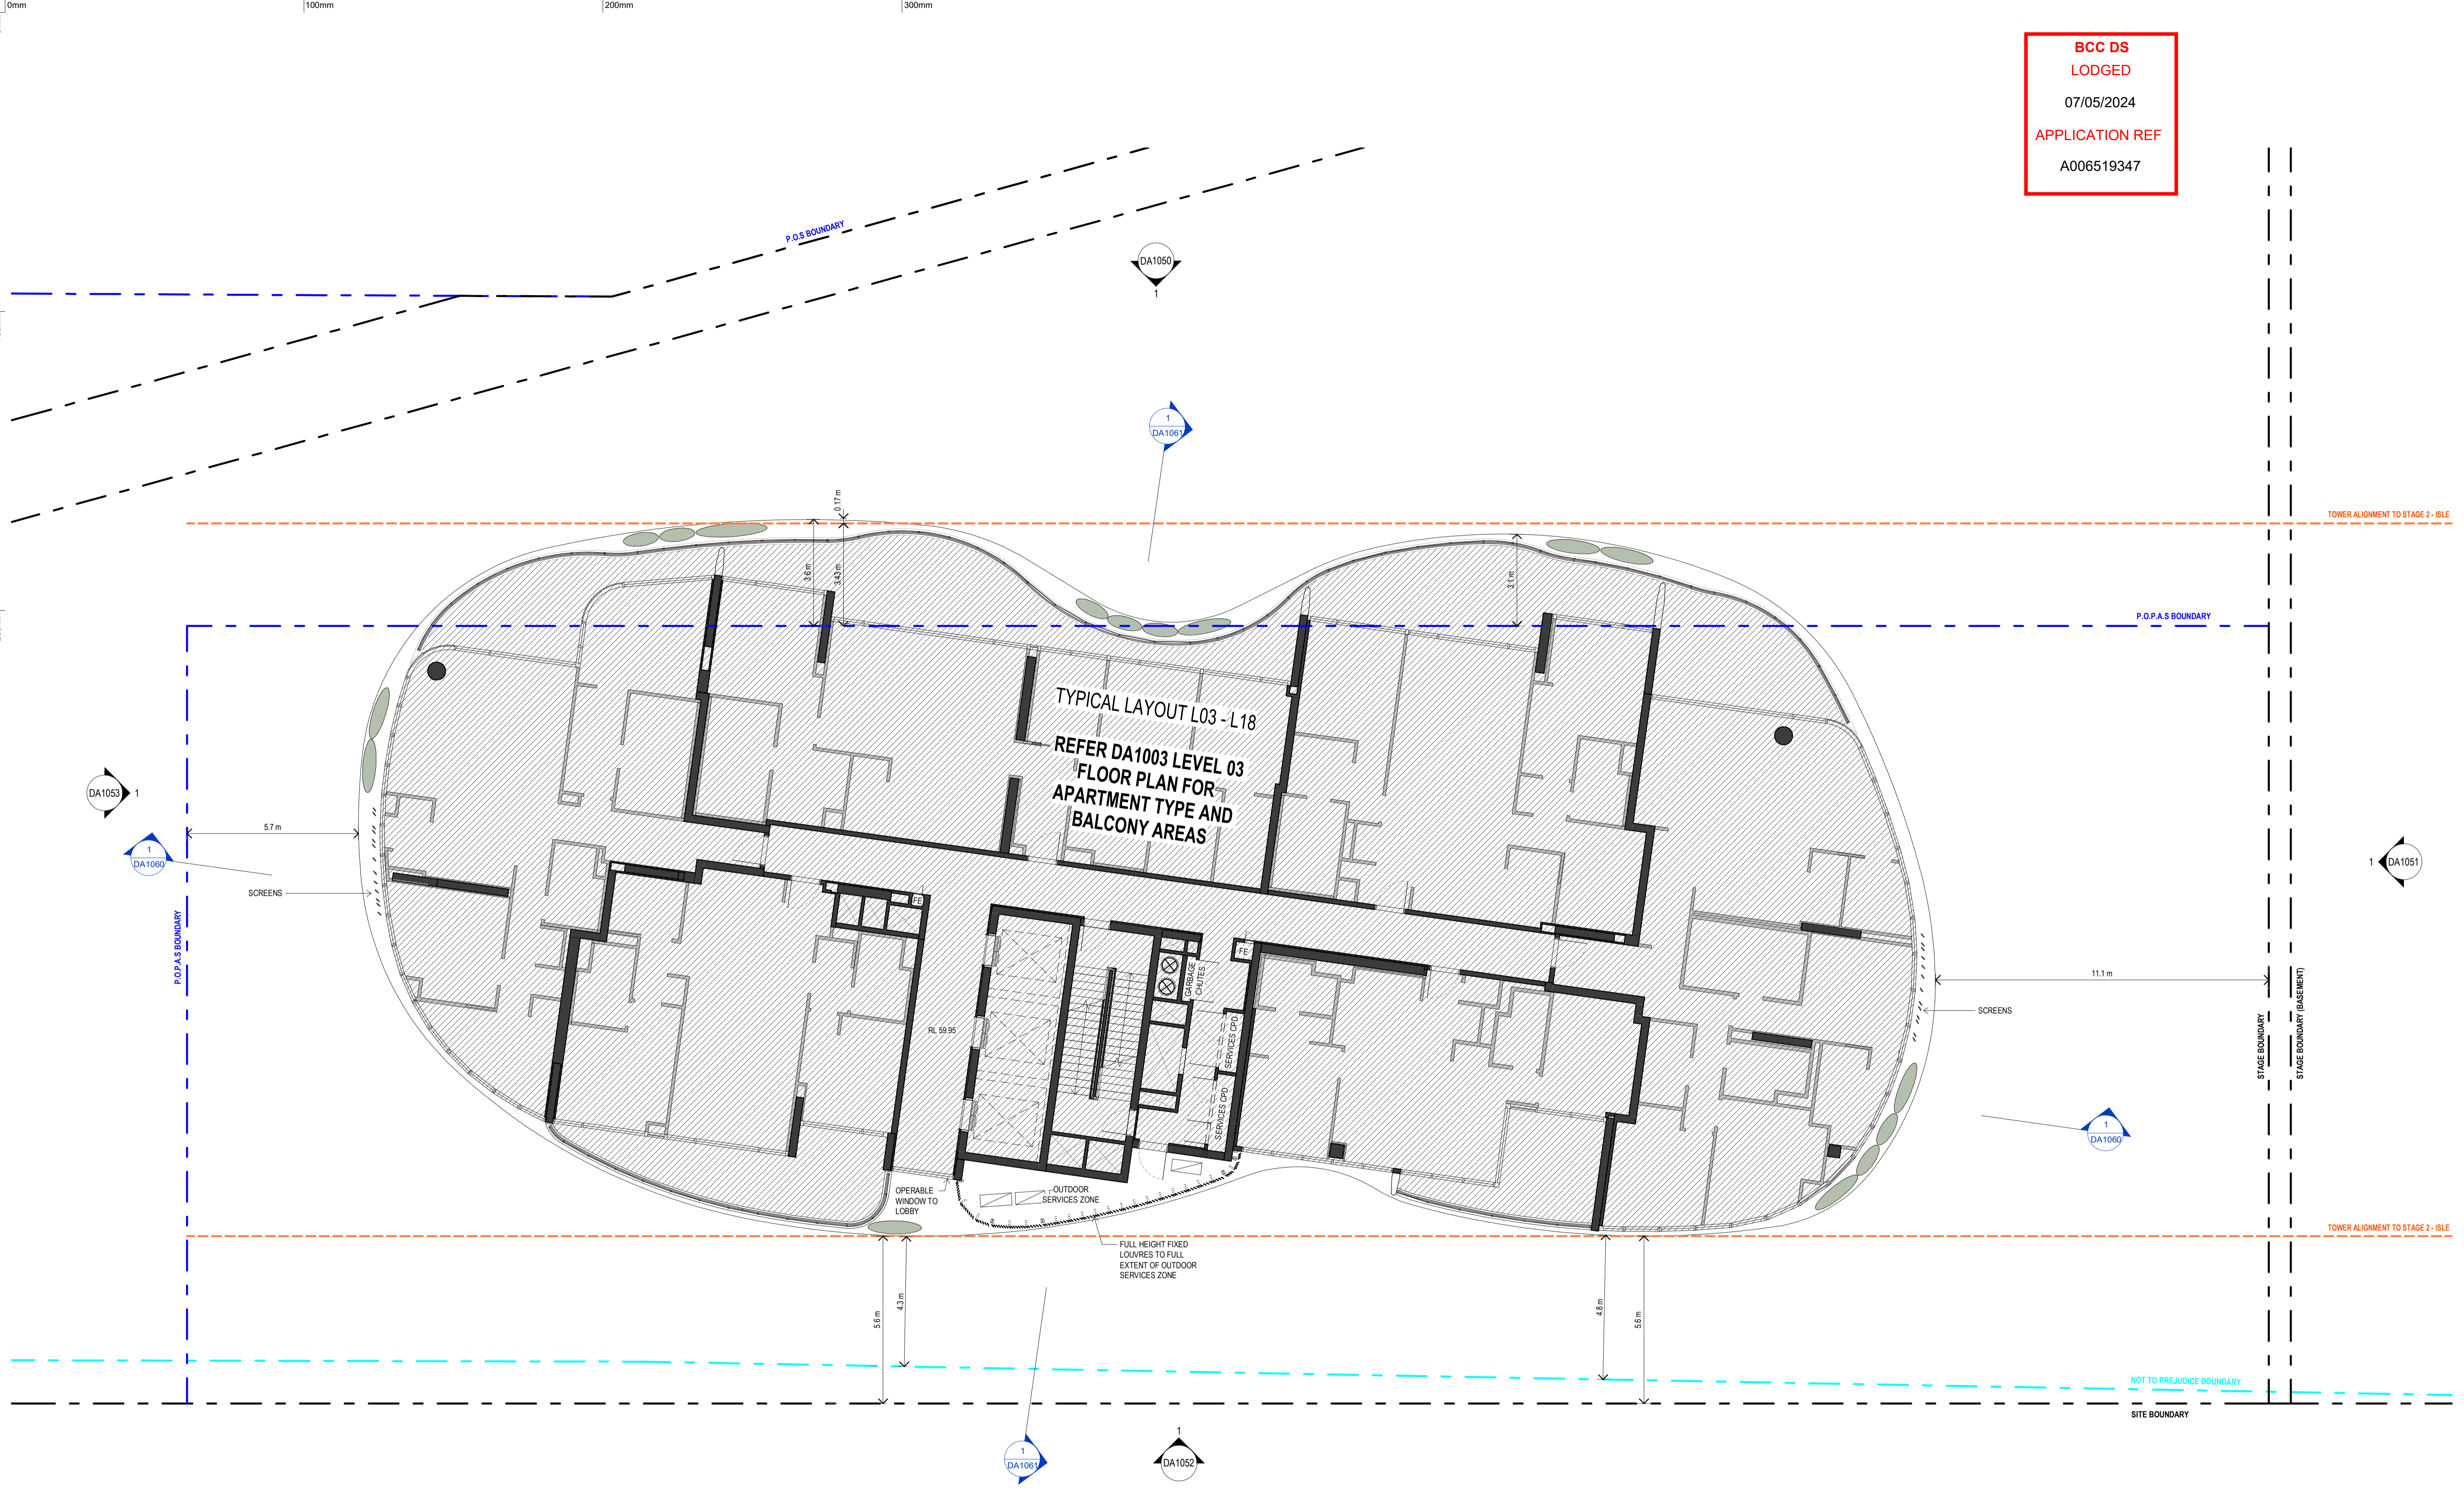 0mm
100mm
200mm
300mm
BCC DS
LODGED
07/05/2024
APPLICATION REF
A006519347
P.O.S BOUNDARY
DA1050
1
1
DA1061
TOWER ALIGNMENT TO STAGE 2 - ISLE
0.17 m
3.6 m
3.43 m
3.1 m
P.O.P.A.S BOUNDARY
TYPICAL LAYOUT L03 - L18
REFER DA1003 LEVEL 03
FLOOR PLAN FOR
APARTMENT TYPE AND
BALCONY AREAS
DA1053
1
5.7 m
1
DA1060
SCREENS
P.O.P.A.S BOUNDARY
1
DA1051
FE
FE
GARBAGE
CHUTES
11.1 m
SCREENS
STAGE BOUNDARY
STAGE BOUNDARY (BASEMENT)
RL 59.95
SERVICES CPD.
SERVICES CPD.
1
DA1060
OPERABLE
WINDOW TO
LOBBY
OUTDOOR
SERVICES ZONE
TOWER ALIGNMENT TO STAGE 2 - ISLE
FULL HEIGHT FIXED
LOUVRES TO FULL
EXTENT OF OUTDOOR
SERVICES ZONE
5.6 m
4.3 m
4.8 m
5.6 m
NOT TO PREJUDICE BOUNDARY
SITE BOUNDARY
1
DA1061
1
DA1052